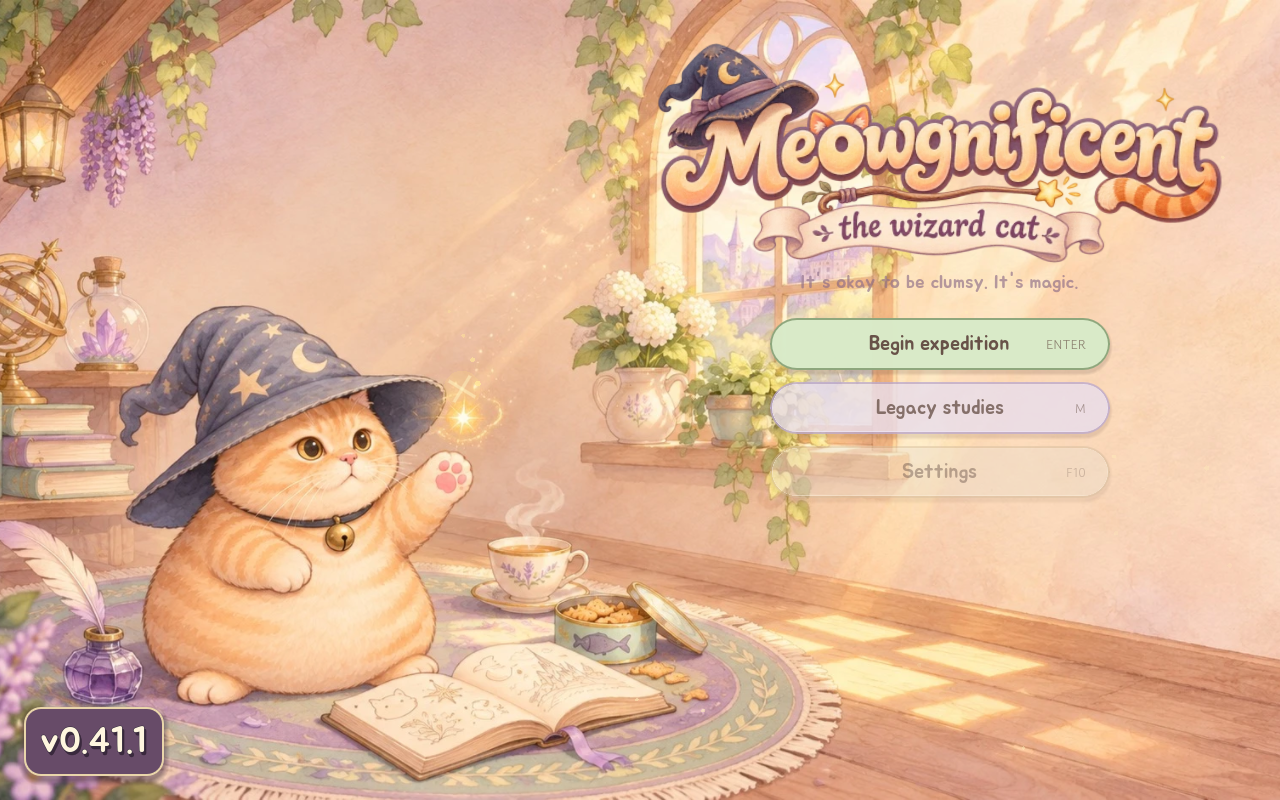 Meowgnificent
the wizard cat
It's okay to be clumsy. It's magic.
Begin expedition ENTER
Legacy studies M
Settings F10
v0.41.1